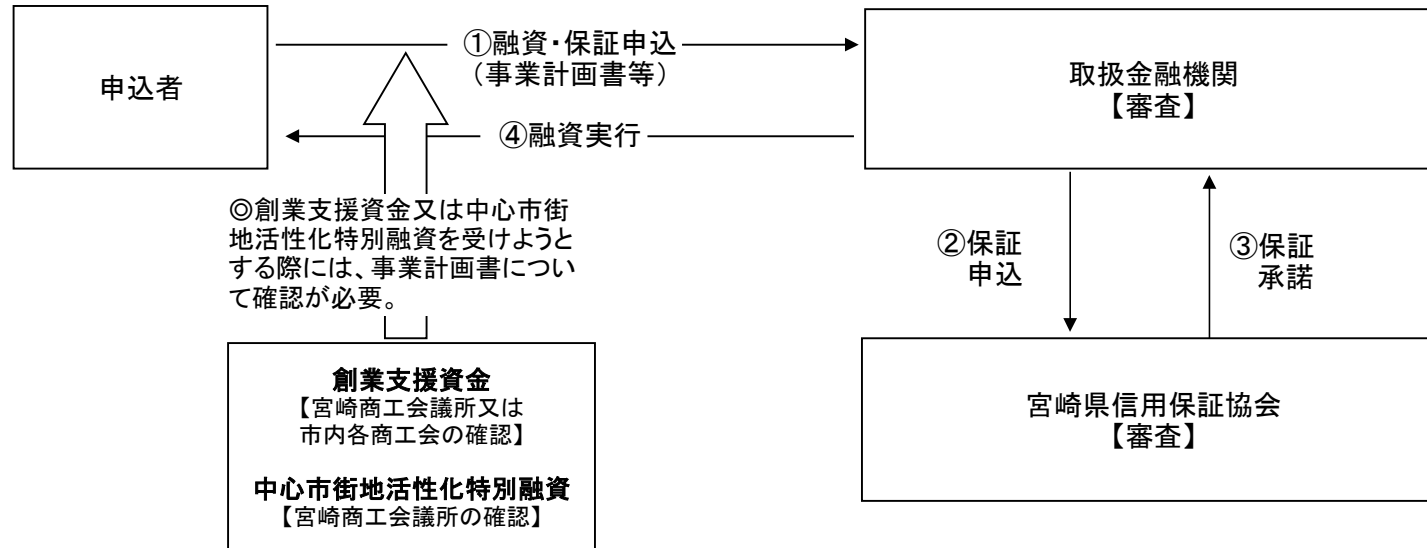 申込者
①融資・保証申込
（事業計画書等）
④融資実行
取扱金融機関
【審査】
◎創業支援資金又は中心市街
地活性化特別融資を受けようと
する際には、事業計画書につい
て確認が必要。
②保証
申込
③保証
承諾
創業支援資金
【宮崎商工会議所又は
市内各商工会の確認】
中心市街地活性化特別融資
【宮崎商工会議所の確認】
宮崎県信用保証協会
【審査】